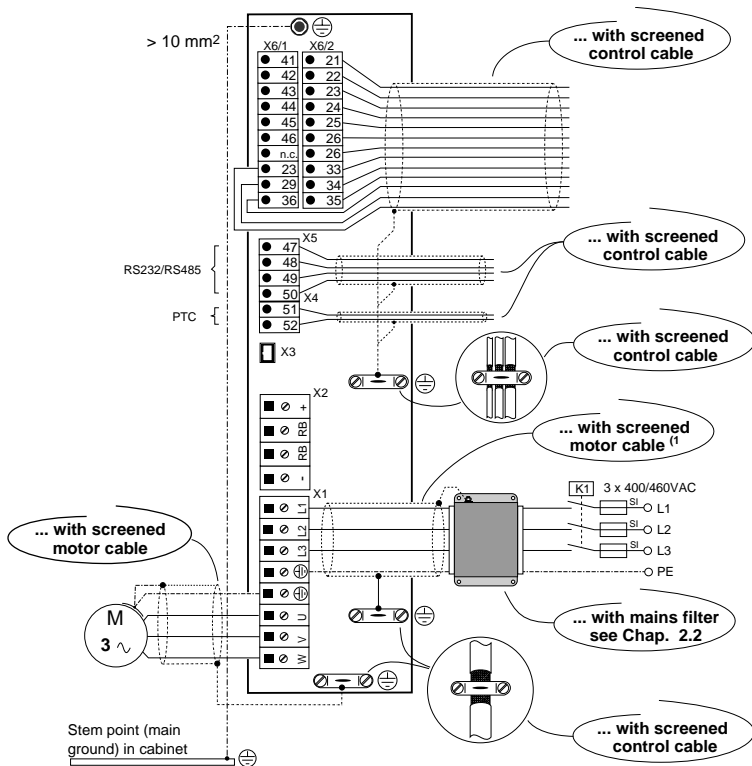 ... with screened
control cable
> 10 mm2
X6/1 X6/2
41 21
42 22
43 23
44 24
45 25
46 26
n.c. 26
23 33
29 34
36 35
X5
47
48
RS232/RS485
49
50
X4
51
PTC
52
... with screened
control cable
X3
... with screened
control cable
X2
+
RB
RB
-
... with screened
motor cable (1
X1
K1 3 x 400/460VAC
L1 SI L1
L2 SI L2
L3 SI L3
PE
... with screened
motor cable
M
3 ∿
U
V
W
... with mains filter
see Chap. 2.2
Stem point (main
ground) in cabinet
... with screened
control cable